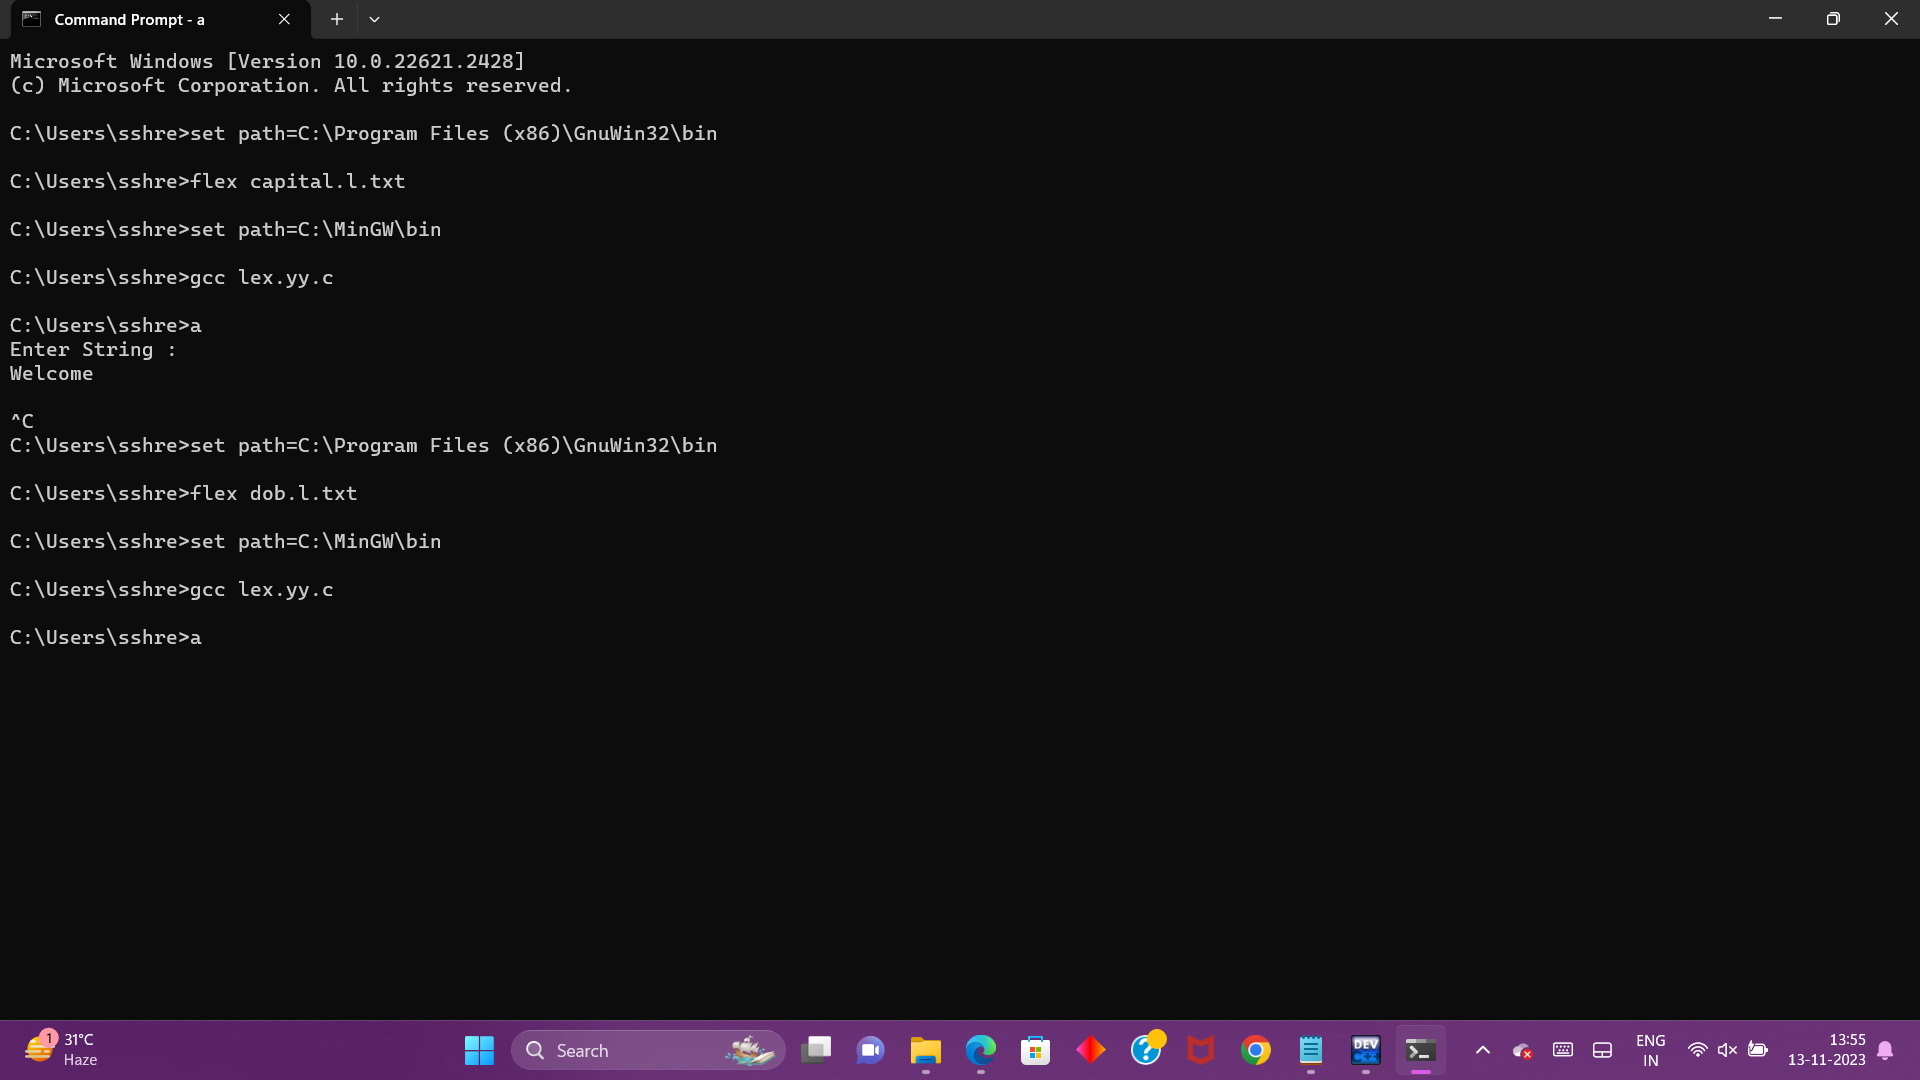 Command Prompt - a
Microsoft Windows [Version 10.0.22621.2428]
(c) Microsoft Corporation. All rights reserved.
C:\Users\sshre>set path=C:\Program Files (x86)\GnuWin32\bin
C:\Users\sshre>flex capital.l.txt
C:\Users\sshre>set path=C:\MinGW\bin
C:\Users\sshre>gcc lex.yy.c
C:\Users\sshre>a
Enter String :
Welcome
^C
C:\Users\sshre>set path=C:\Program Files (x86)\GnuWin32\bin
C:\Users\sshre>flex dob.l.txt
C:\Users\sshre>set path=C:\MinGW\bin
C:\Users\sshre>gcc lex.yy.c
C:\Users\sshre>a
1
31°C
Haze
Search
DEV
ENG
IN
13:55
13-11-2023